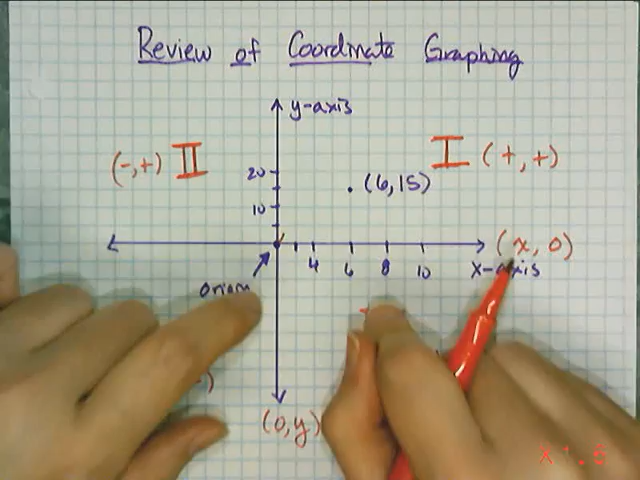 Review of Coordinate Graphing
y-axis
(-,+) II
I (+,+)
20
(6,15)
10
(x,0)
4 6 8 10
x-axis
origin
)
(0,y)